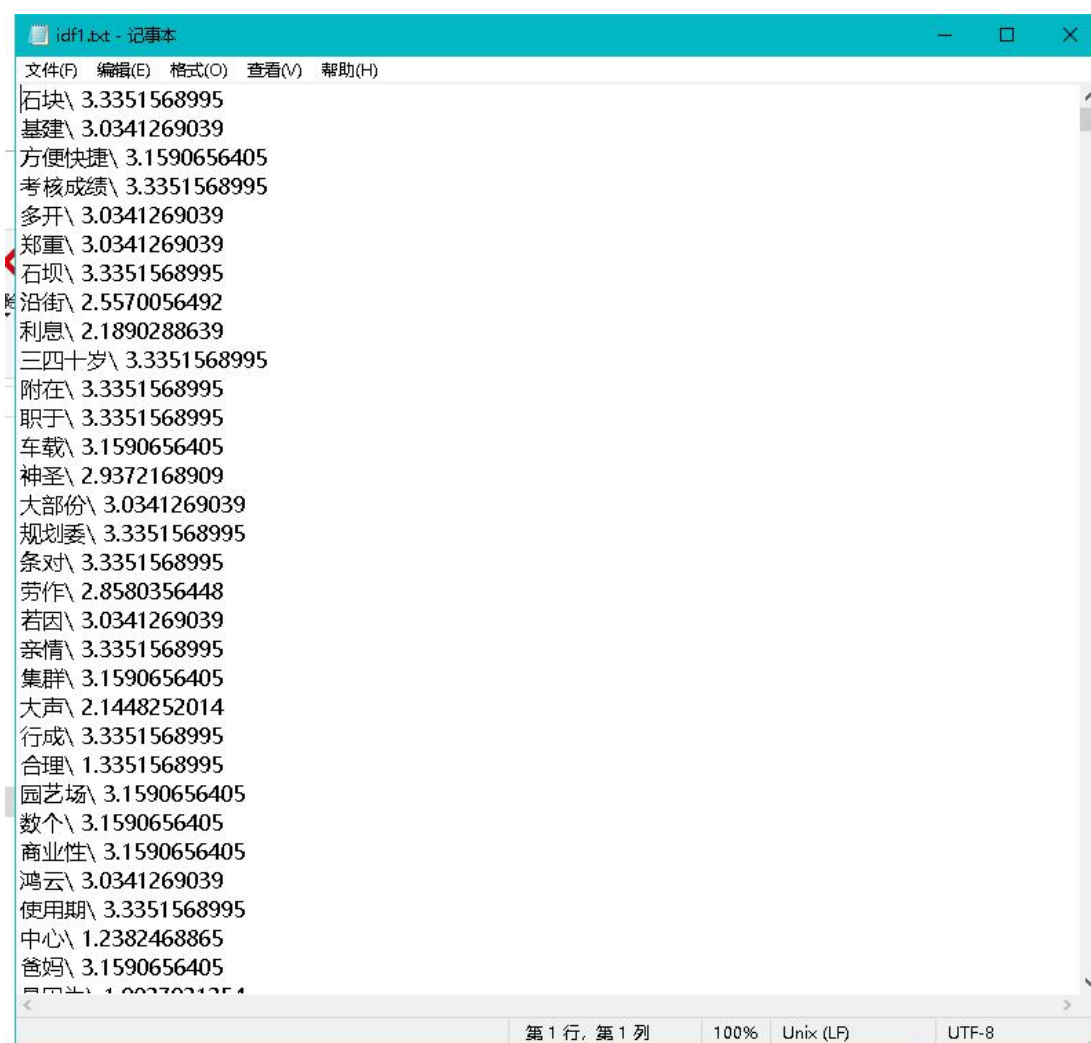 idf1.txt - 记事本
文件(F) 编辑(E) 格式(O) 查看(V) 帮助(H)
石块\ 3.3351568995
基建\ 3.0341269039
方便快捷\ 3.1590656405
考核成绩\ 3.3351568995
多开\ 3.0341269039
郑重\ 3.0341269039
石坝\ 3.3351568995
沿街\ 2.5570056492
利息\ 2.1890288639
三四十岁\ 3.3351568995
附在\ 3.3351568995
职于\ 3.3351568995
车载\ 3.1590656405
神圣\ 2.9372168909
大部份\ 3.0341269039
规划委\ 3.3351568995
条对\ 3.3351568995
劳作\ 2.8580356448
若因\ 3.0341269039
亲情\ 3.3351568995
集群\ 3.1590656405
大声\ 2.1448252014
行成\ 3.3351568995
合理\ 1.3351568995
园艺场\ 3.1590656405
数个\ 3.1590656405
商业性\ 3.1590656405
鸿云\ 3.0341269039
使用期\ 3.3351568995
中心\ 1.2382468865
爸妈\ 3.1590656405
第 1 行，第 1 列 100% Unix (LF) UTF-8